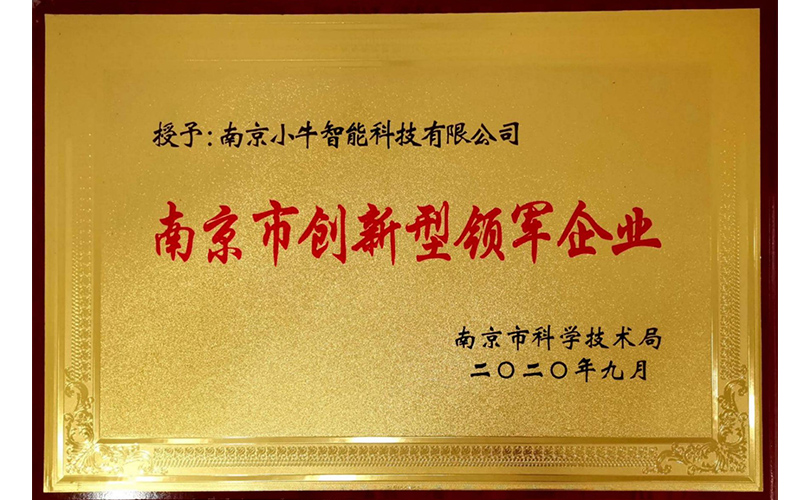 授予:南京小牛智能科技有限公司
南京市创新型领军企业
南京市科学技术局
二〇二〇年九月